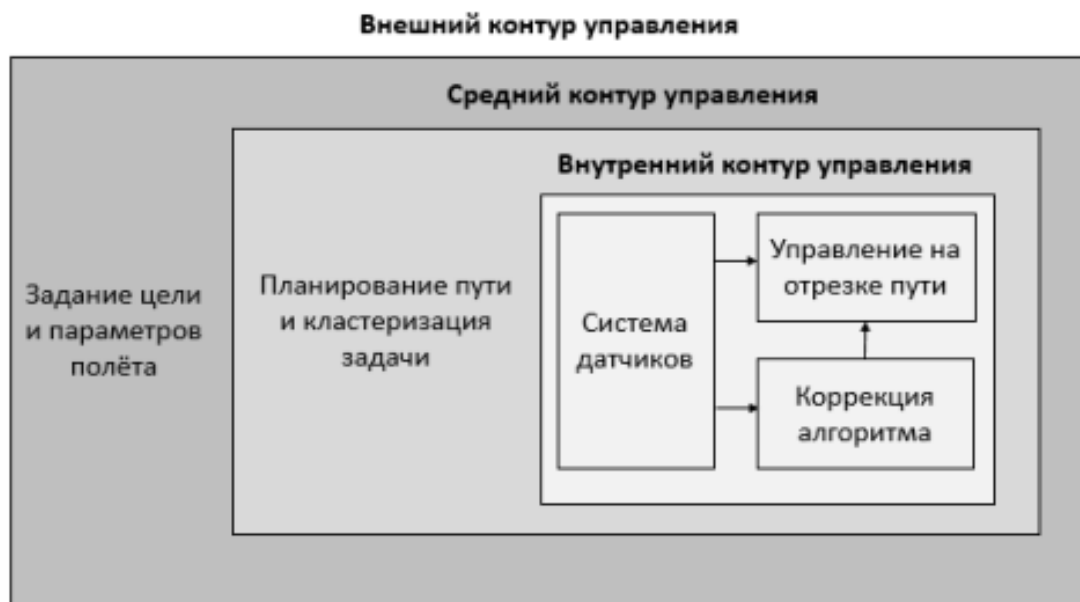 Внешний контур управления
Средний контур управления
Внутренний контур управления
Задание цели
и параметров
полёта
Планирование пути
и кластеризация
задачи
Система
датчиков
Управление на
отрезке пути
Коррекция
алгоритма